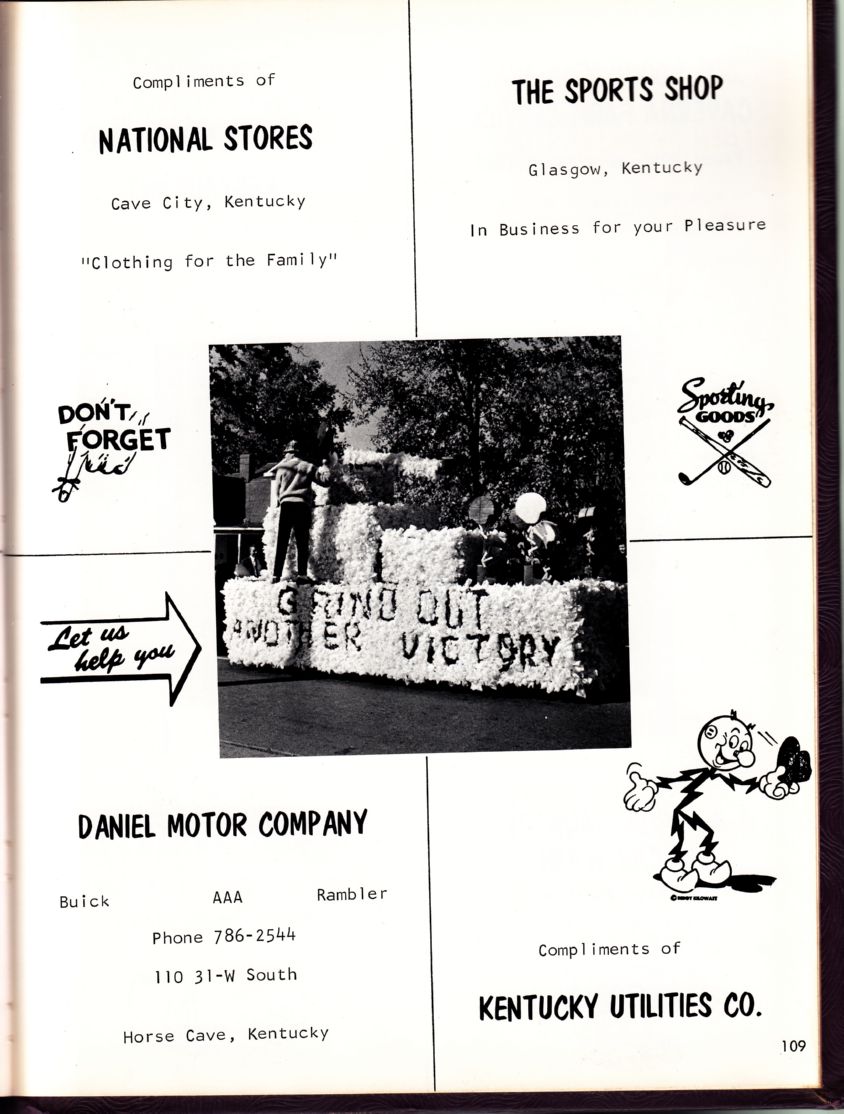 Compliments of
NATIONAL STORES
Cave City, Kentucky
"Clothing for the Family"
THE SPORTS SHOP
Glasgow, Kentucky
In Business for your Pleasure
DON'T
FORGET
Sporting
GOODS
GRIND OUT
ANOTHER VICTORY
Let us
help you
DANIEL MOTOR COMPANY
Buick AAA Rambler
Phone 786-2544
110 31-W South
Horse Cave, Kentucky
© REDDY KILOWATT
Compliments of
KENTUCKY UTILITIES CO.
109